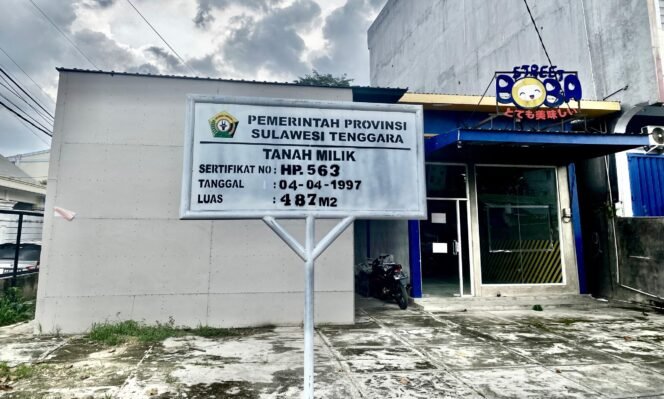 PEMERINTAH PROVINSI
SULAWESI TENGGARA
TANAH MILIK
SERTIFIKAT NO : HP. 563
TANGGAL : 04-04-1997
LUAS : 487 M2
STREET
BOBA
とても美味しい